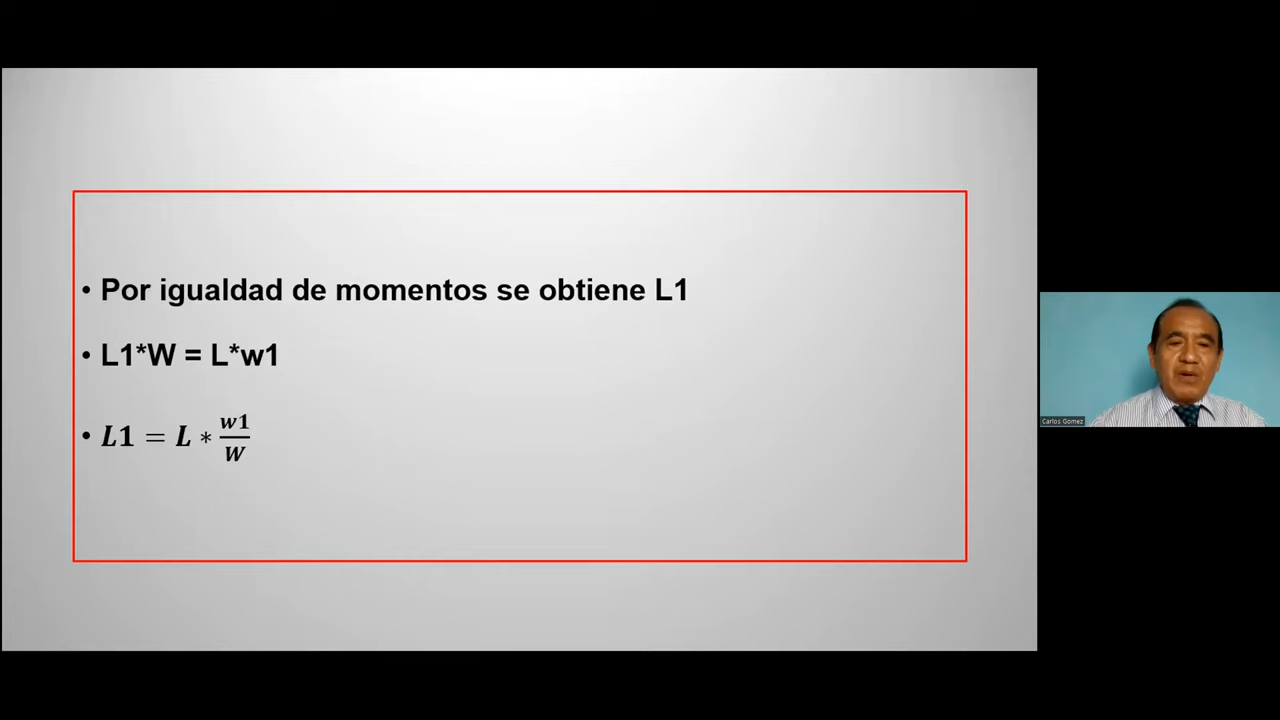 • Por igualdad de momentos se obtiene L1
• L1*W = L*w1
• L1 = L * w1/W
Carlos Gomez